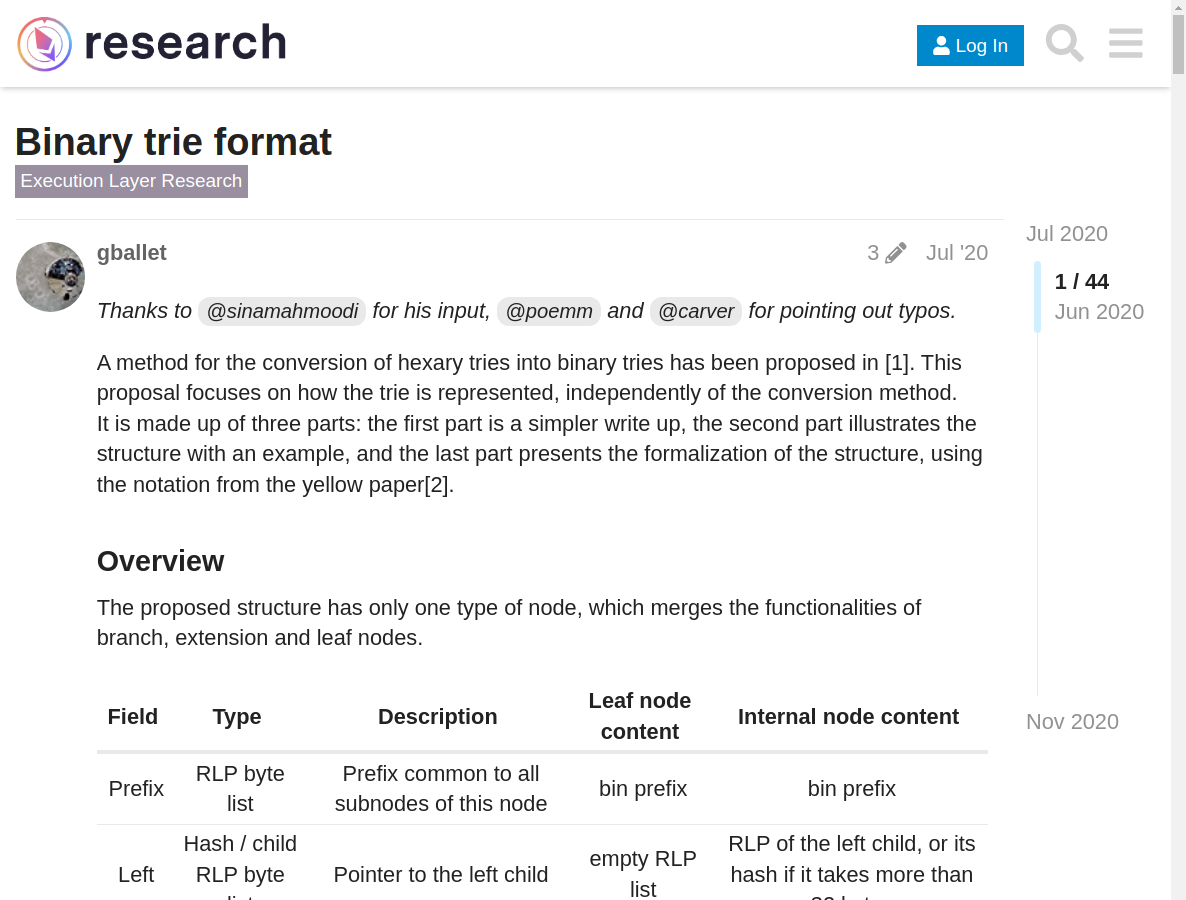 research
Log In
Binary trie format
Execution Layer Research
gballet
3
Jul '20
Jul 2020
1 / 44
Jun 2020
Thanks to @sinamahmoodi for his input, @poemm and @carver for pointing out typos.
A method for the conversion of hexary tries into binary tries has been proposed in [1]. This
proposal focuses on how the trie is represented, independently of the conversion method.
It is made up of three parts: the first part is a simpler write up, the second part illustrates the
structure with an example, and the last part presents the formalization of the structure, using
the notation from the yellow paper[2].
Overview
The proposed structure has only one type of node, which merges the functionalities of
branch, extension and leaf nodes.
Field
Type
Description
Leaf node
content
Internal node content
Nov 2020
Prefix
RLP byte
list
Prefix common to all
subnodes of this node
bin prefix
bin prefix
Left
Hash / child
RLP byte
Pointer to the left child
empty RLP
list
RLP of the left child, or its
hash if it takes more than